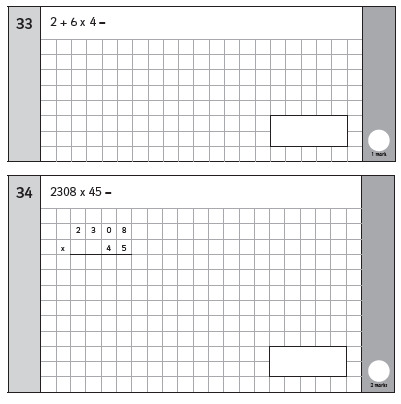 33
2 + 6 x 4 =
1 mark
34
2308 x 45 =
2 3 0 8
x 4 5
2 marks